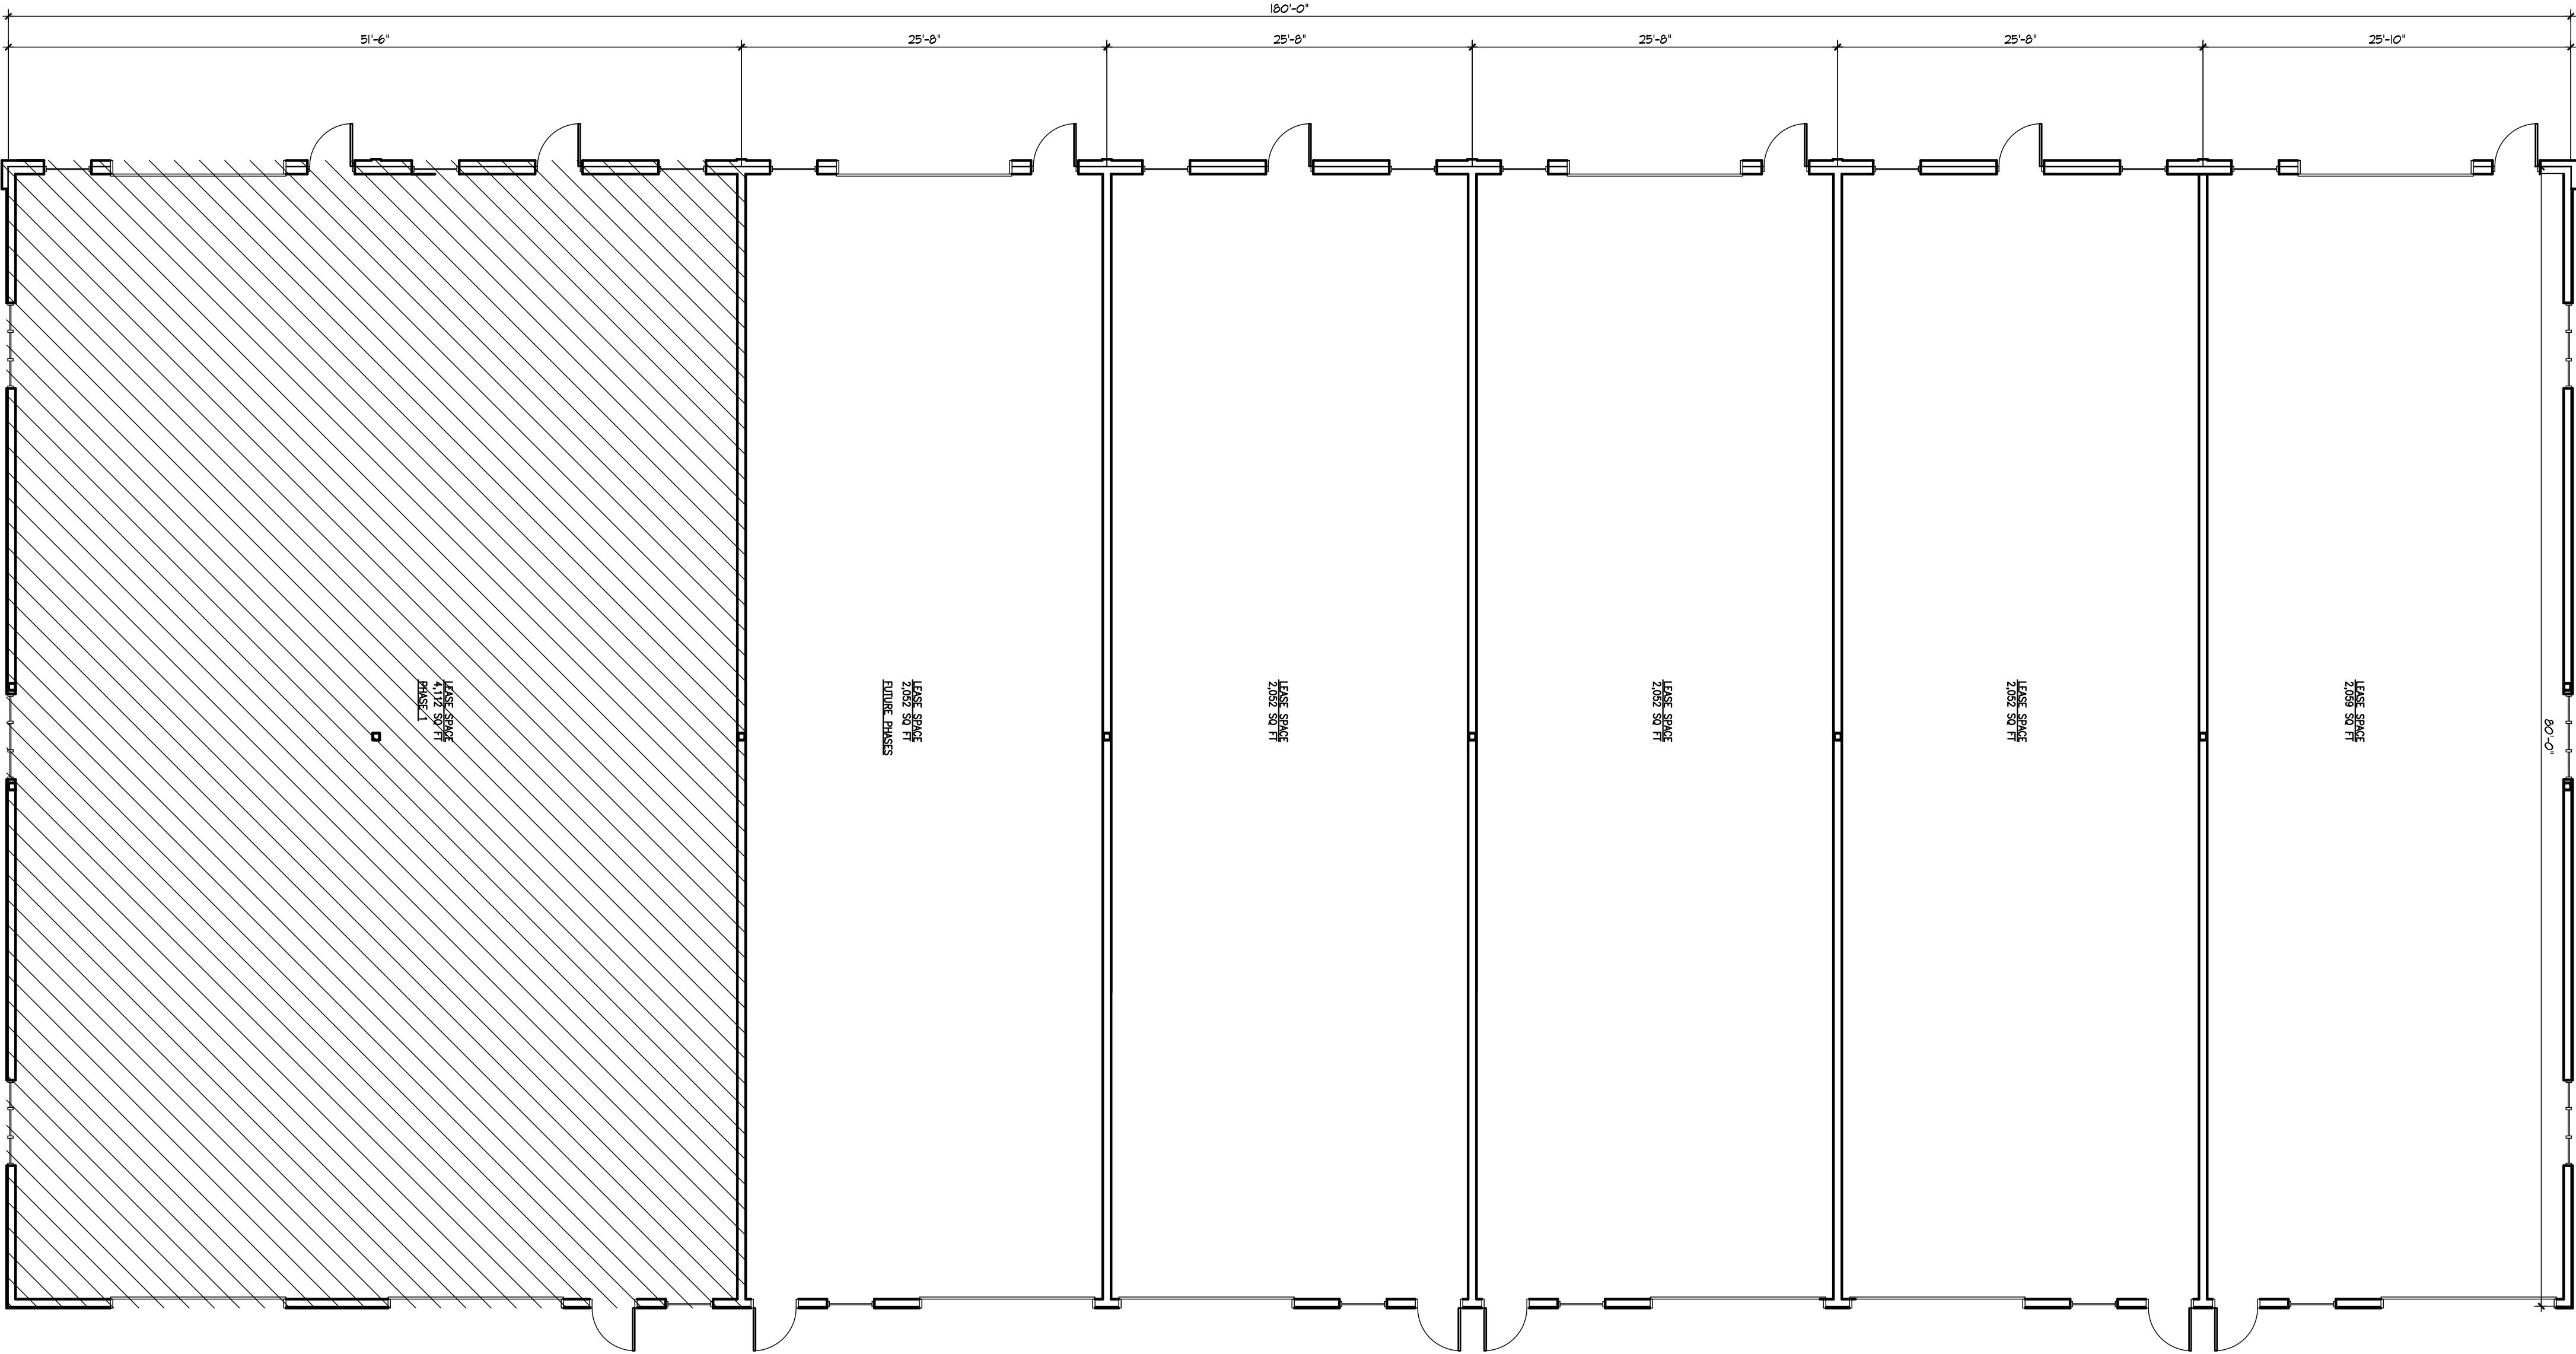 180'-0"
51'-6"
25'-8"
25'-8"
25'-8"
25'-8"
25'-10"
LEASE SPACE
4,112 SQ FT
PHASE 1
LEASE SPACE
2,052 SQ FT
FUTURE PHASES
LEASE SPACE
2,052 SQ FT
LEASE SPACE
2,052 SQ FT
LEASE SPACE
2,052 SQ FT
LEASE SPACE
2,059 SQ FT
80'-0"